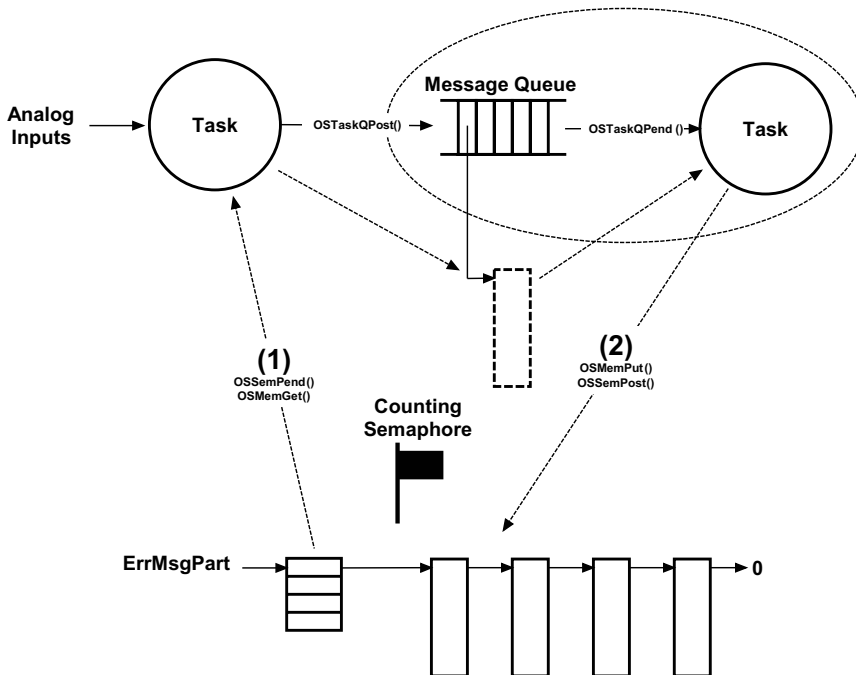 Message Queue
Analog
Inputs
Task
OSTaskQPost()
OSTaskQPend ()
Task
(1)
OSSemPend()
OSMemGet()
(2)
OSMemPut()
OSSemPost()
Counting
Semaphore
ErrMsgPart
0